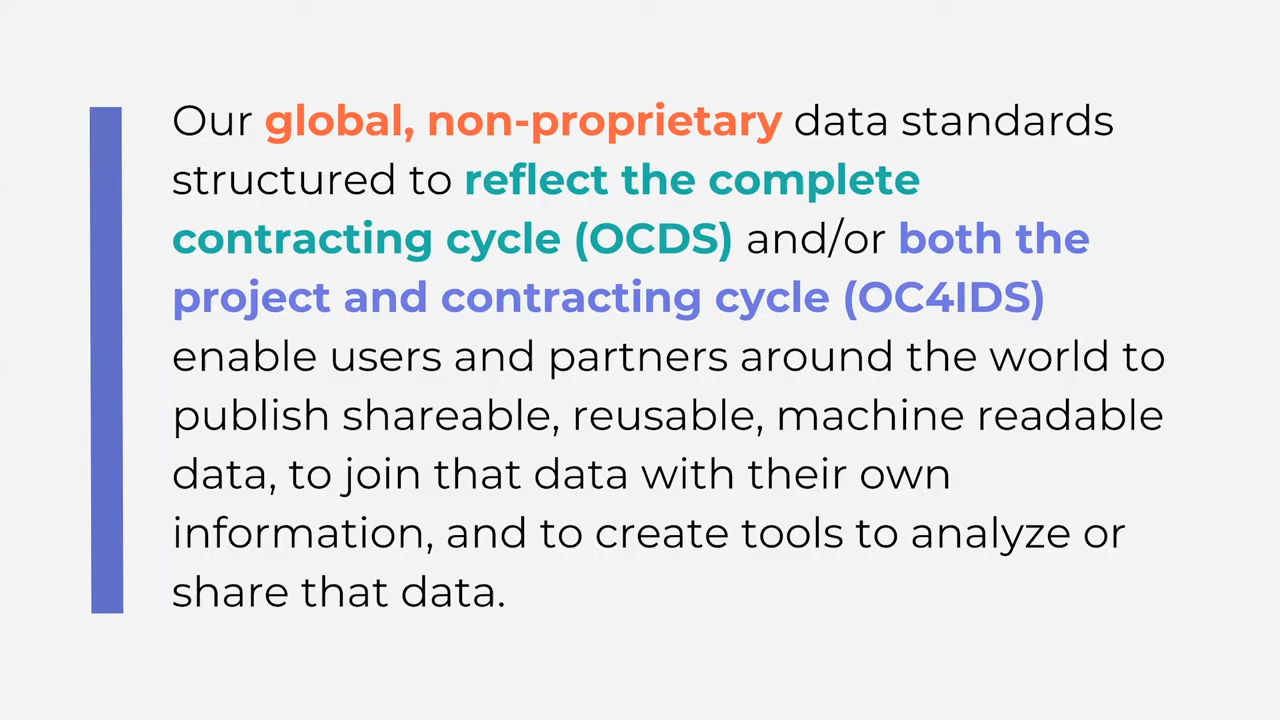 Our global, non-proprietary data standards
structured to reflect the complete
contracting cycle (OCDS) and/or both the
project and contracting cycle (OC4IDS)
enable users and partners around the world to
publish shareable, reusable, machine readable
data, to join that data with their own
information, and to create tools to analyze or
share that data.